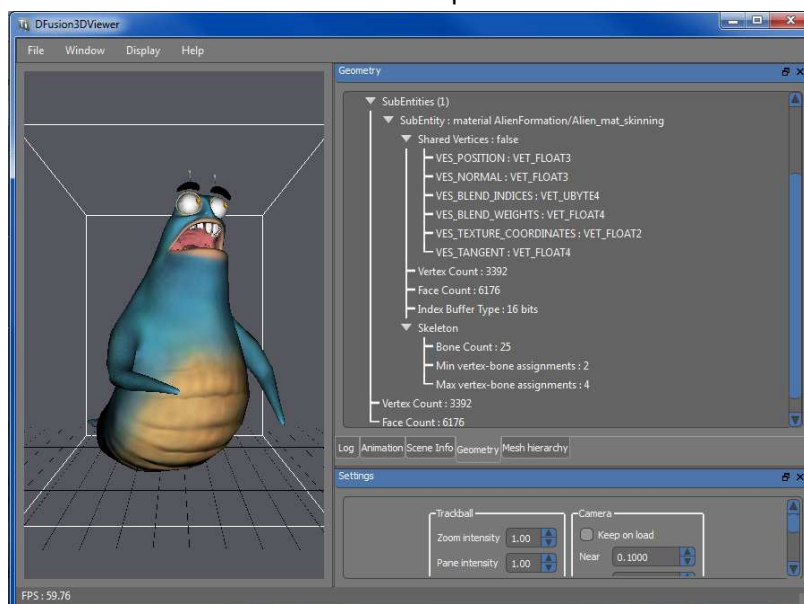 DFusion3DViewer
File Window Display Help
Geometry
SubEntities (1)
SubEntity : material AlienFormation/Alien_mat_skinning
Shared Vertices : false
VES_POSITION : VET_FLOAT3
VES_NORMAL : VET_FLOAT3
VES_BLEND_INDICES : VET_UBYTE4
VES_BLEND_WEIGHTS : VET_FLOAT4
VES_TEXTURE_COORDINATES : VET_FLOAT2
VES_TANGENT : VET_FLOAT4
Vertex Count : 3392
Face Count : 6176
Index Buffer Type : 16 bits
Skeleton
Bone Count : 25
Min vertex-bone assignments : 2
Max vertex-bone assignments : 4
Vertex Count : 3392
Face Count : 6176
Log Animation Scene Info Geometry Mesh hierarchy
Settings
Trackball Camera
Zoom intensity 1.00 Keep on load
Pane intensity 1.00 Near 0.1000
FPS : 59.76